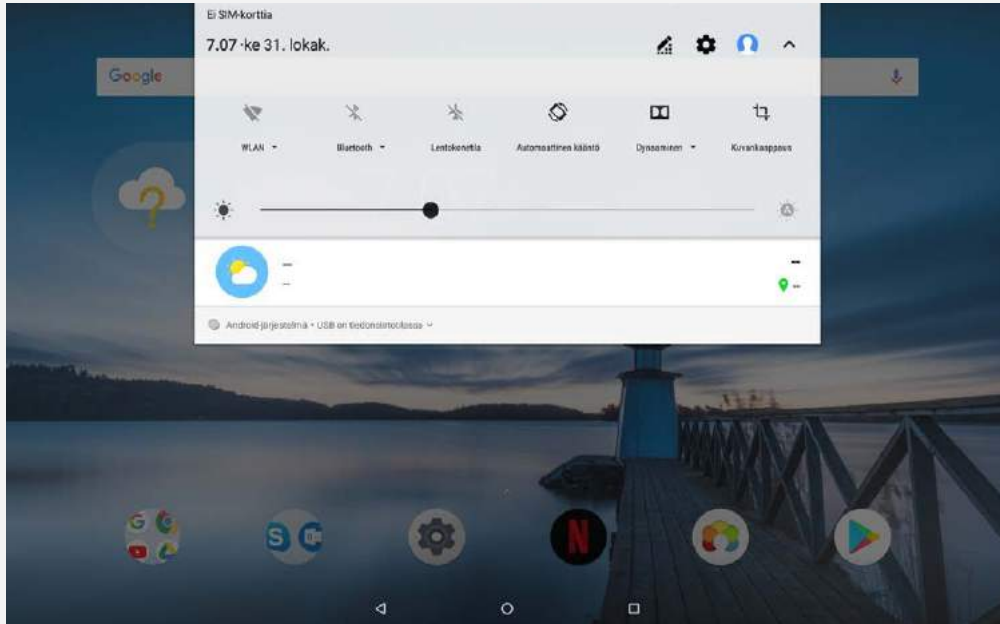 Ei SIM-korttia
7.07 ·ke 31. lokak.
Google
WLAN
Bluetooth
Lentokonetila
Automaattinen kääntö
Dynaaminen
Kuvankaappaus
--
--
--
--
Android-järjestelmä • USB on tiedonsiirtotilassa